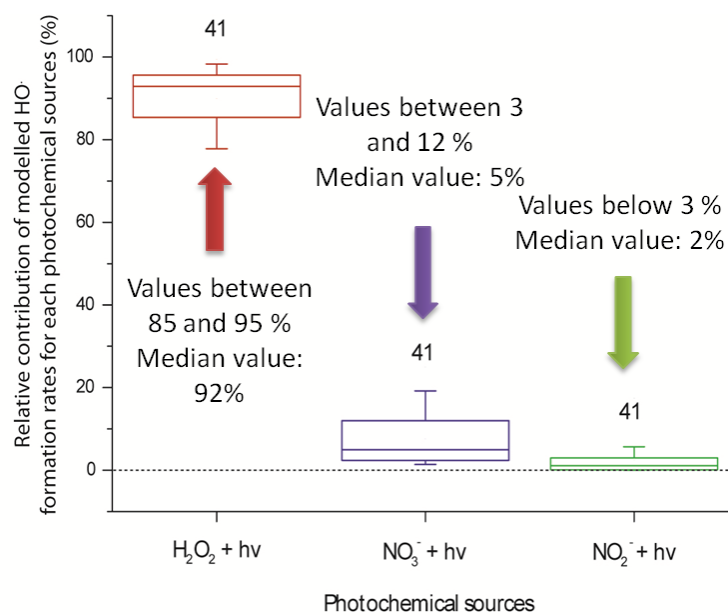 Relative contribution of modelled HO·
formation rates for each photochemical sources (%)
100
80
60
40
20
0
41
Values between
85 and 95 %
Median value:
92%
Values between 3
and 12 %
Median value: 5%
41
Values below 3 %
Median value: 2%
41
H₂O₂ + hv
NO₃⁻ + hv
NO₂⁻ + hv
Photochemical sources